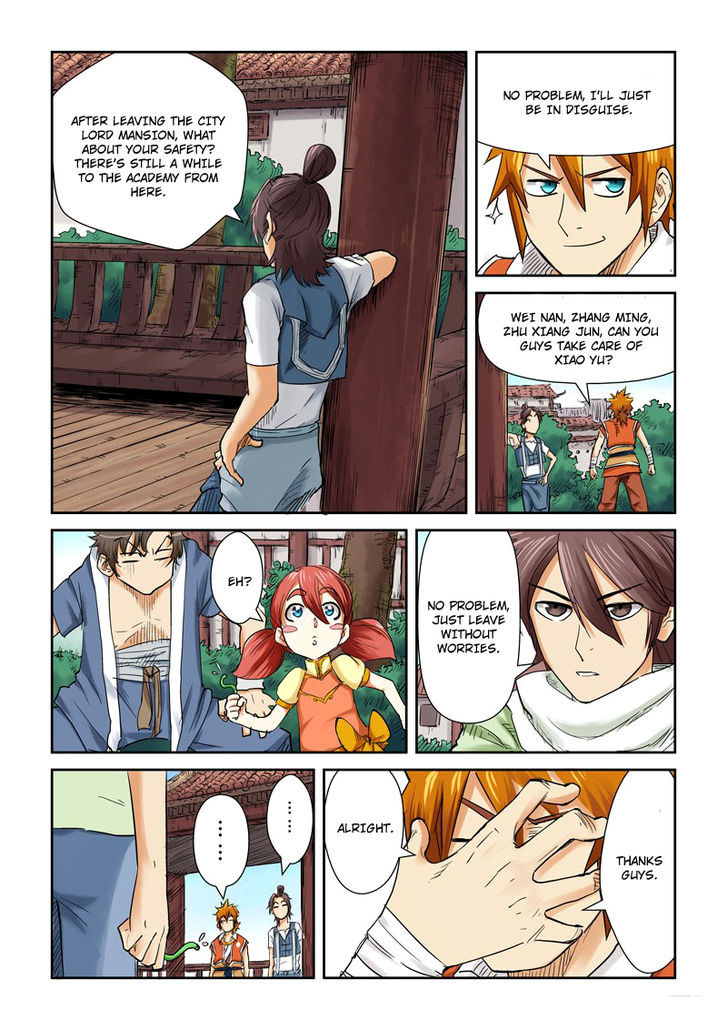 AFTER LEAVING THE CITY
LORD MANSION, WHAT
ABOUT YOUR SAFETY?
THERE'S STILL A WHILE
TO THE ACADEMY FROM
HERE.
NO PROBLEM, I'LL JUST
BE IN DISGUISE.
WEI NAN, ZHANG MING,
ZHU XIANG JUN, CAN YOU
GUYS TAKE CARE OF
XIAO YU?
EH?
NO PROBLEM,
JUST LEAVE
WITHOUT
WORRIES.
......
......
ALRIGHT.
THANKS
GUYS.